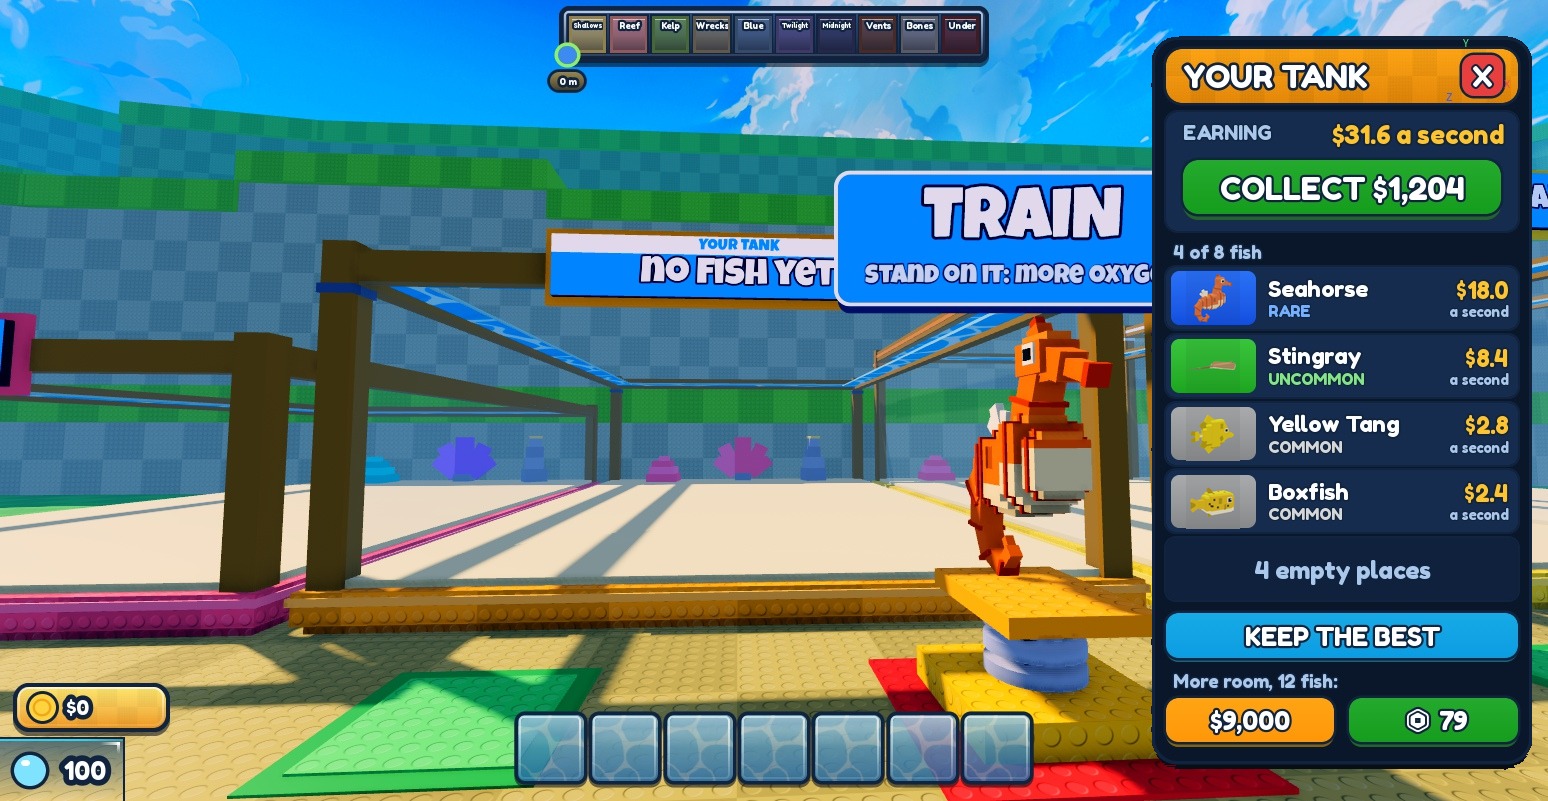 Shallows
Reef
Kelp
Wrecks
Blue
Twilight
Midnight
Vents
Bones
Under
0 m
YOUR TANK
EARNING
$31.6 a second
COLLECT $1,204
4 of 8 fish
Seahorse
RARE
$18.0
a second
Stingray
UNCOMMON
$8.4
a second
Yellow Tang
COMMON
$2.8
a second
Boxfish
COMMON
$2.4
a second
4 empty places
KEEP THE BEST
More room, 12 fish:
$9,000
79
TRAIN
STAND ON IT: MORE
YOUR TANK
NO FISH YET
$0
100
Y
Z